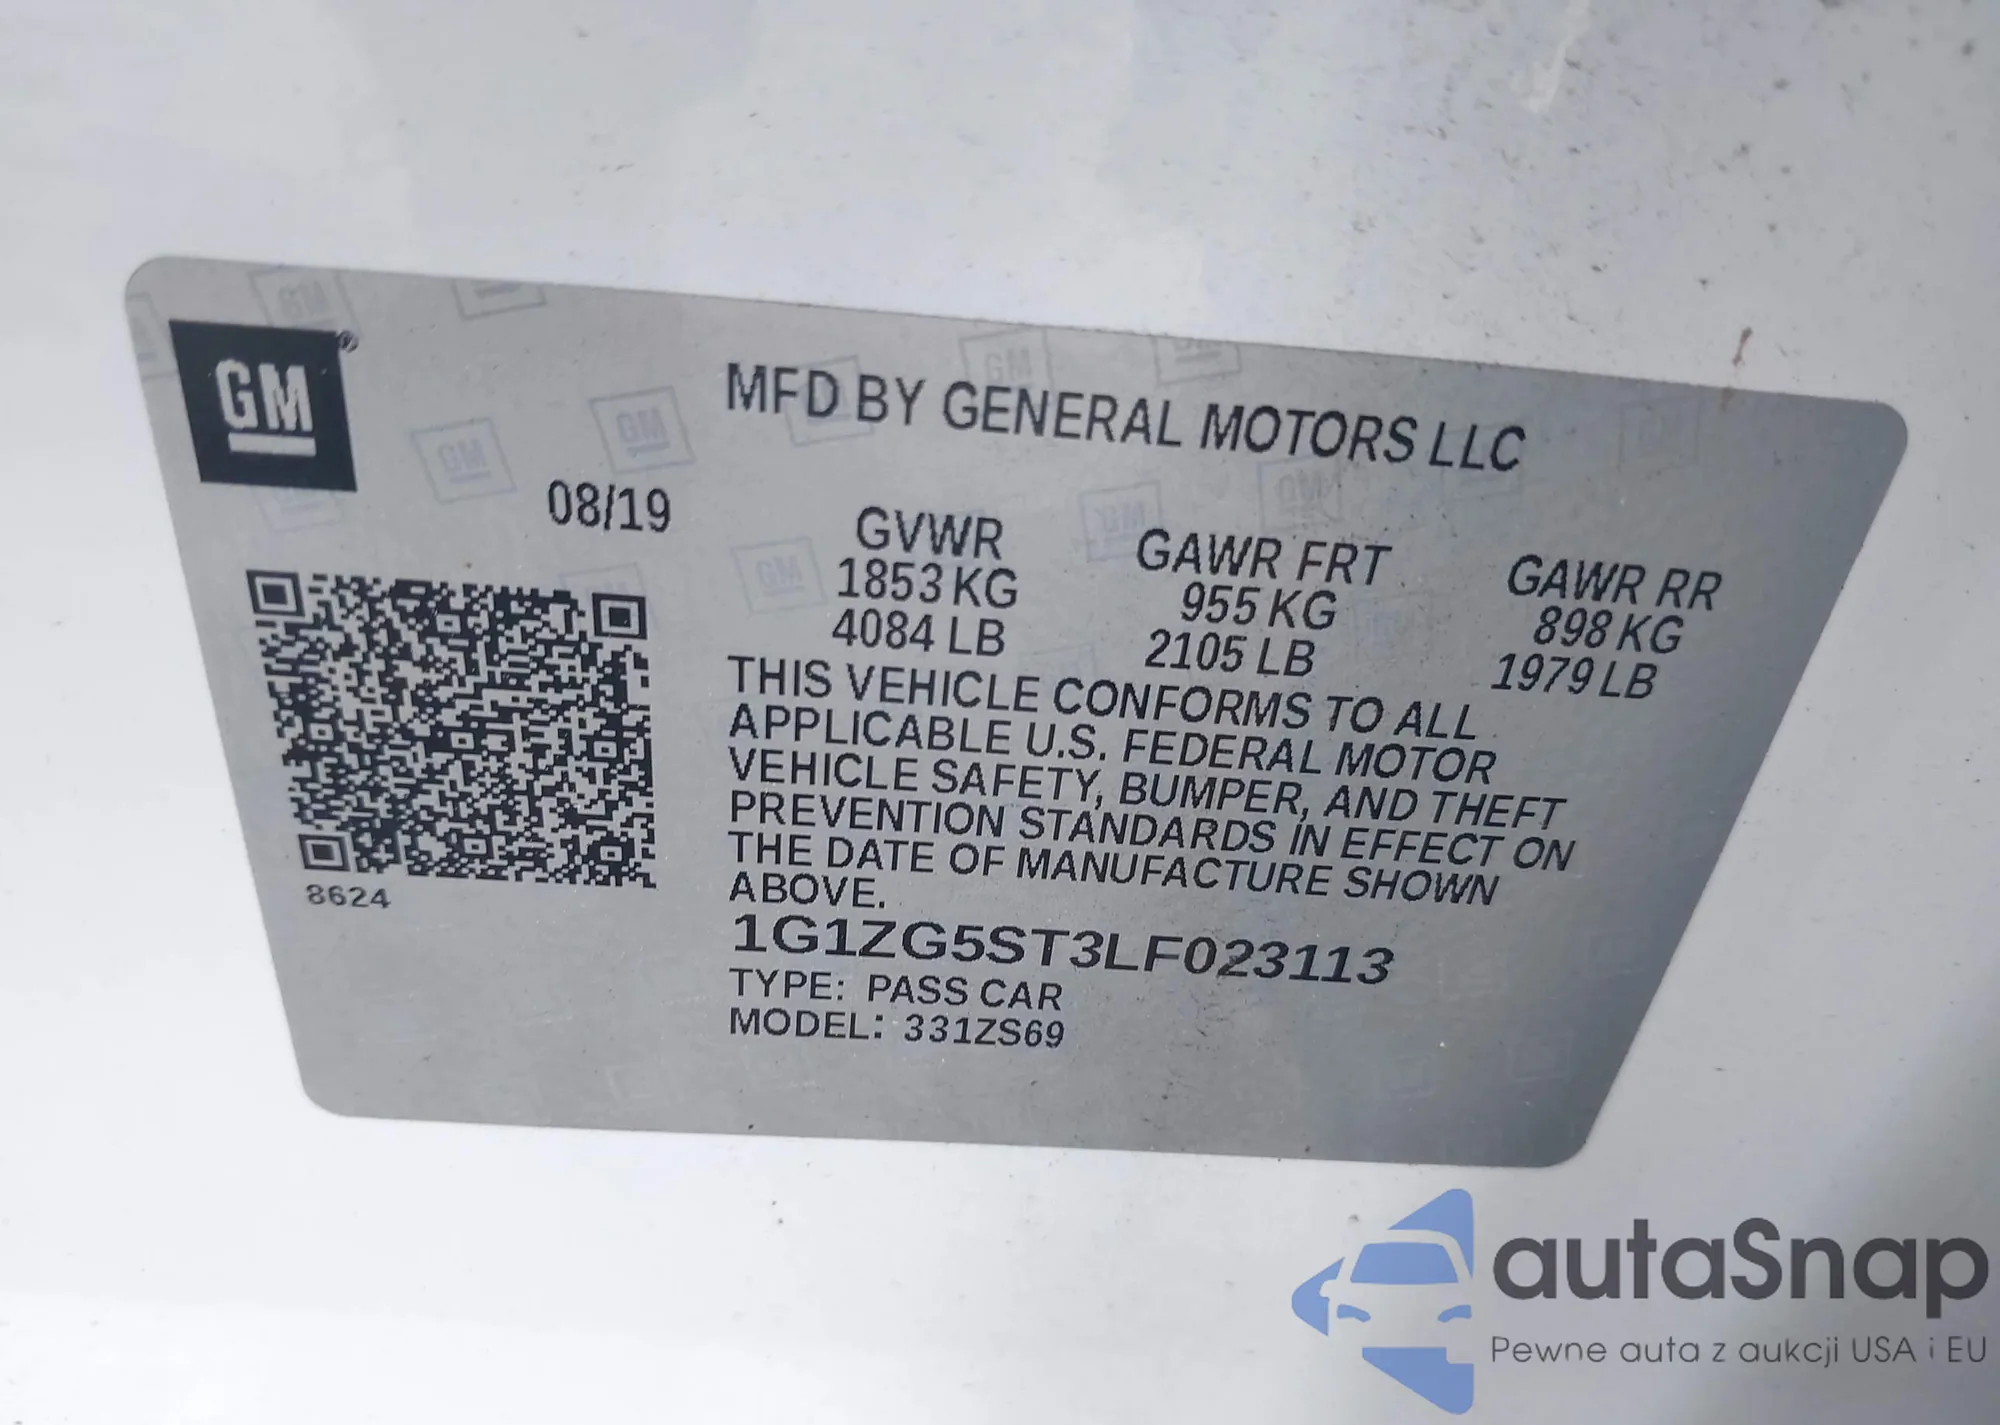 GM
MFD BY GENERAL MOTORS LLC
08/19
GVWR
1853 KG
4084 LB
GAWR FRT
955 KG
2105 LB
GAWR RR
898 KG
1979 LB
THIS VEHICLE CONFORMS TO ALL
APPLICABLE U.S. FEDERAL MOTOR
VEHICLE SAFETY, BUMPER, AND THEFT
PREVENTION STANDARDS IN EFFECT ON
THE DATE OF MANUFACTURE SHOWN
ABOVE.
8624
1G1ZG5ST3LF023113
TYPE: PASS CAR
MODEL: 331ZS69
autaSnap
Pewne auta z aukcji USA i EU